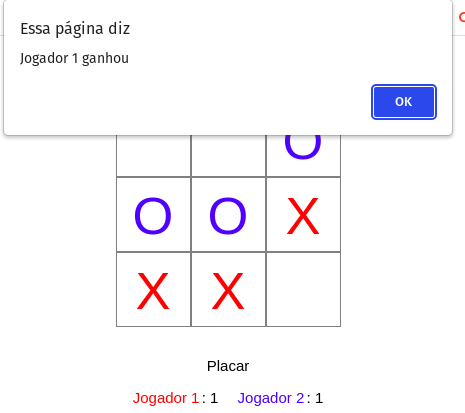 Essa página diz
Jogador 1 ganhou
OK
O
O O X
X X
Placar
Jogador 1 : 1 Jogador 2 : 1